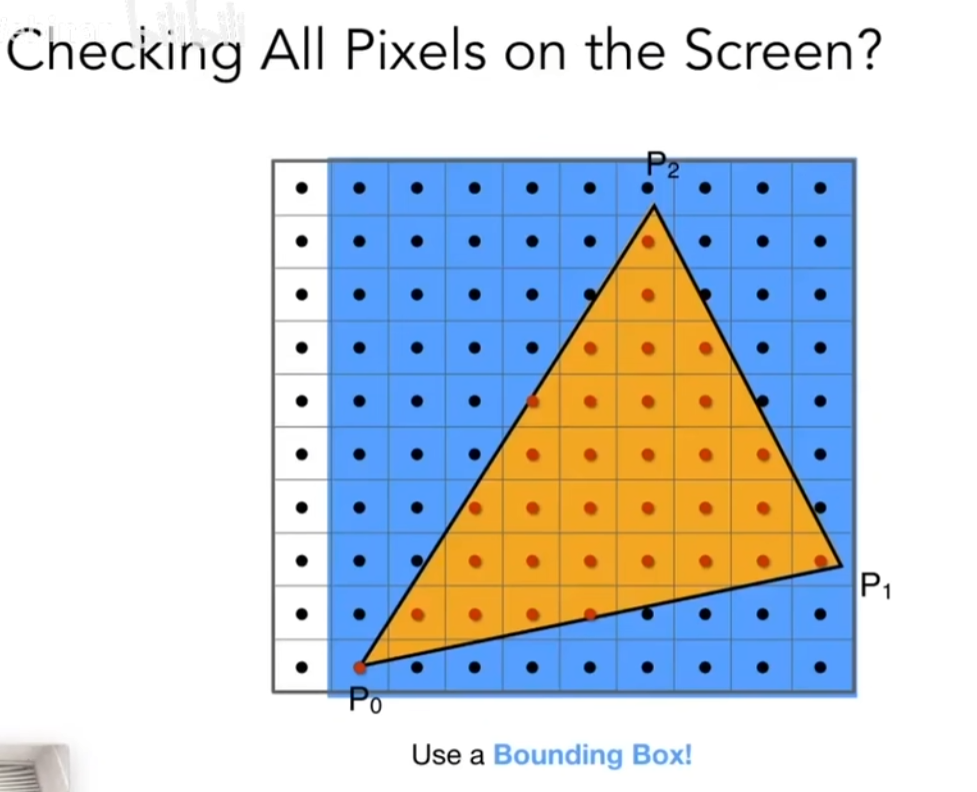 Checking All Pixels on the Screen?
P₂
P₁
P₀
Use a Bounding Box!